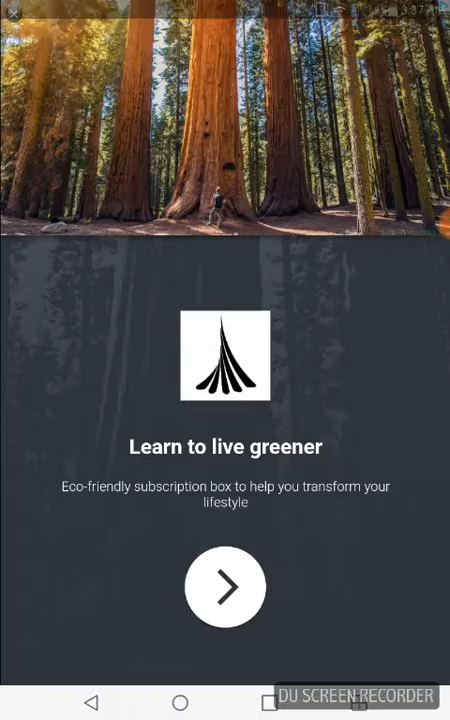 Learn to live greener
Eco-friendly subscription box to help you transform your
lifestyle
DU SCREEN RECORDER